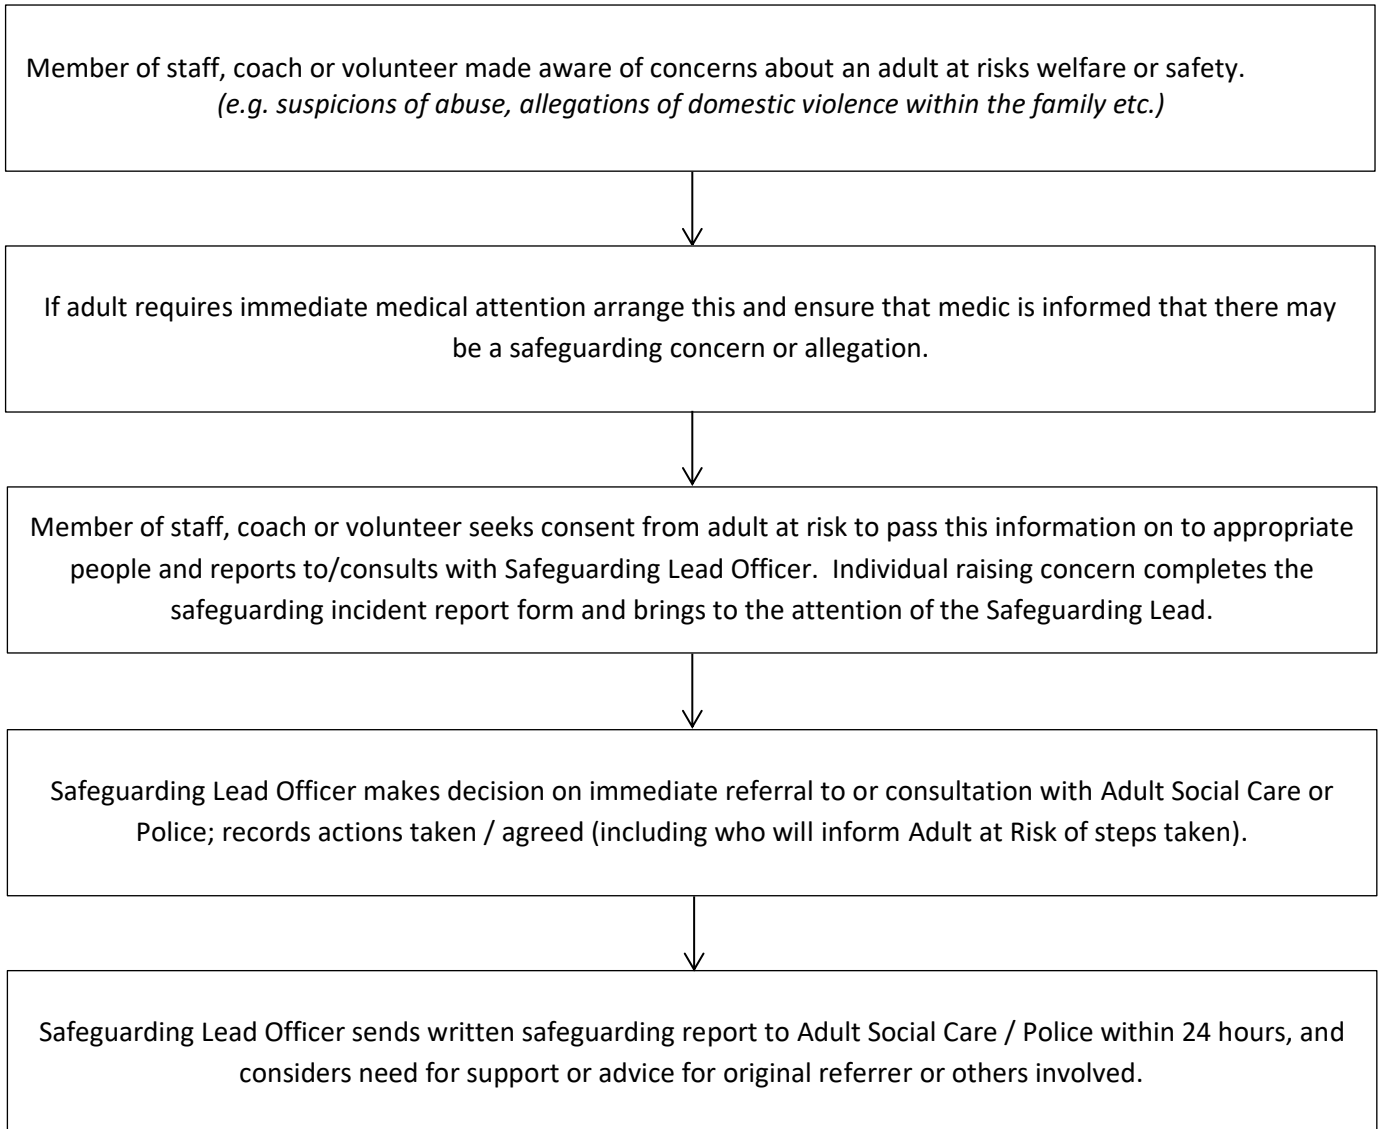 Member of staff, coach or volunteer made aware of concerns about an adult at risks welfare or safety.
(e.g. suspicions of abuse, allegations of domestic violence within the family etc.)
If adult requires immediate medical attention arrange this and ensure that medic is informed that there may
be a safeguarding concern or allegation.
Member of staff, coach or volunteer seeks consent from adult at risk to pass this information on to appropriate
people and reports to/consults with Safeguarding Lead Officer.  Individual raising concern completes the
safeguarding incident report form and brings to the attention of the Safeguarding Lead.
Safeguarding Lead Officer makes decision on immediate referral to or consultation with Adult Social Care or
Police; records actions taken / agreed (including who will inform Adult at Risk of steps taken).
Safeguarding Lead Officer sends written safeguarding report to Adult Social Care / Police within 24 hours, and
considers need for support or advice for original referrer or others involved.